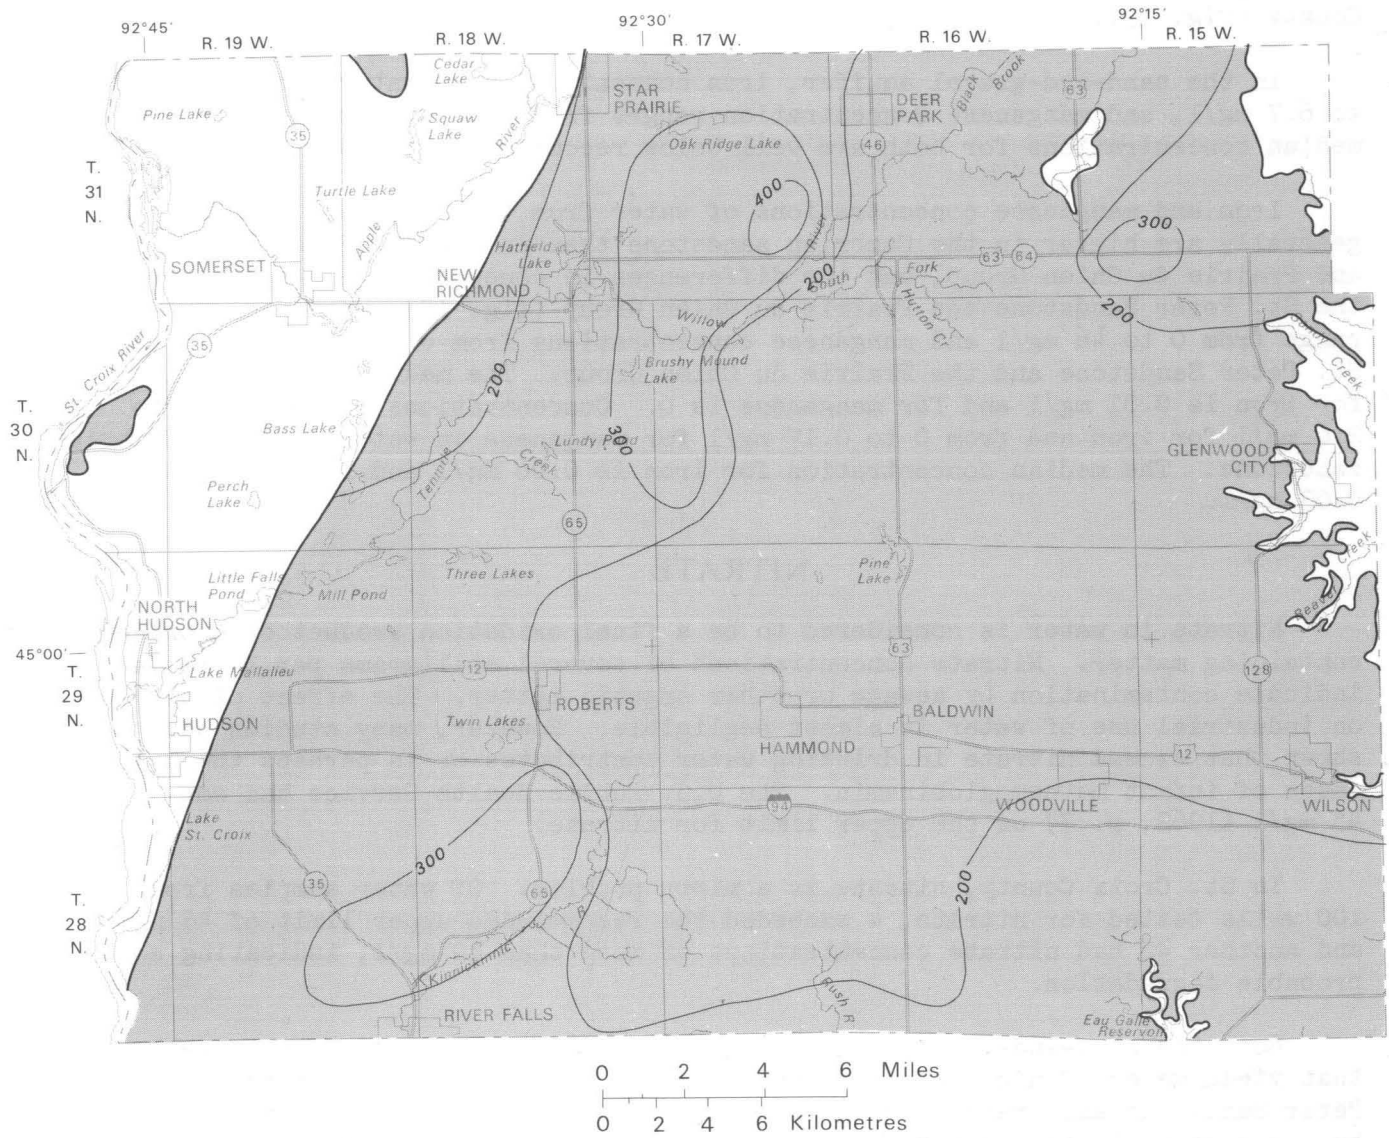 92°45'
92°30'
92°15'
R. 19 W.
R. 18 W.
R. 17 W.
R. 16 W.
R. 15 W.
Cedar
Lake
STAR
PRAIRIE
DEER
PARK
Black Brook
63
Pine Lake
35
Squaw
Lake
River
Oak Ridge Lake
46
T.
31
N.
Turtle Lake
400
Apple
River
300
SOMERSET
Hatfield
Lake
NEW
RICHMOND
200
South
Fork
63
64
Hutton Cr
200
Willow
St. Croix River
35
Brushy Mound
Lake
Creek
200
T.
30
N.
Bass Lake
300
Lundy Pond
Creek
GLENWOOD
CITY
Perch
Lake
65
Pine
Lake
Three Lakes
Little Falls
Pond
Mill Pond
Beaver Creek
NORTH
HUDSON
45°00'
T.
29
N.
Lake Mallalieu
12
63
128
HUDSON
ROBERTS
BALDWIN
Twin Lakes
HAMMOND
12
WOODVILLE
WILSON
94
Lake
St. Croix
300
35
65
200
T.
28
N.
Kinnickinnic
R
Rush R
RIVER FALLS
Eau Galle
Reservoir
0 2 4 6 Miles
0 2 4 6 Kilometres